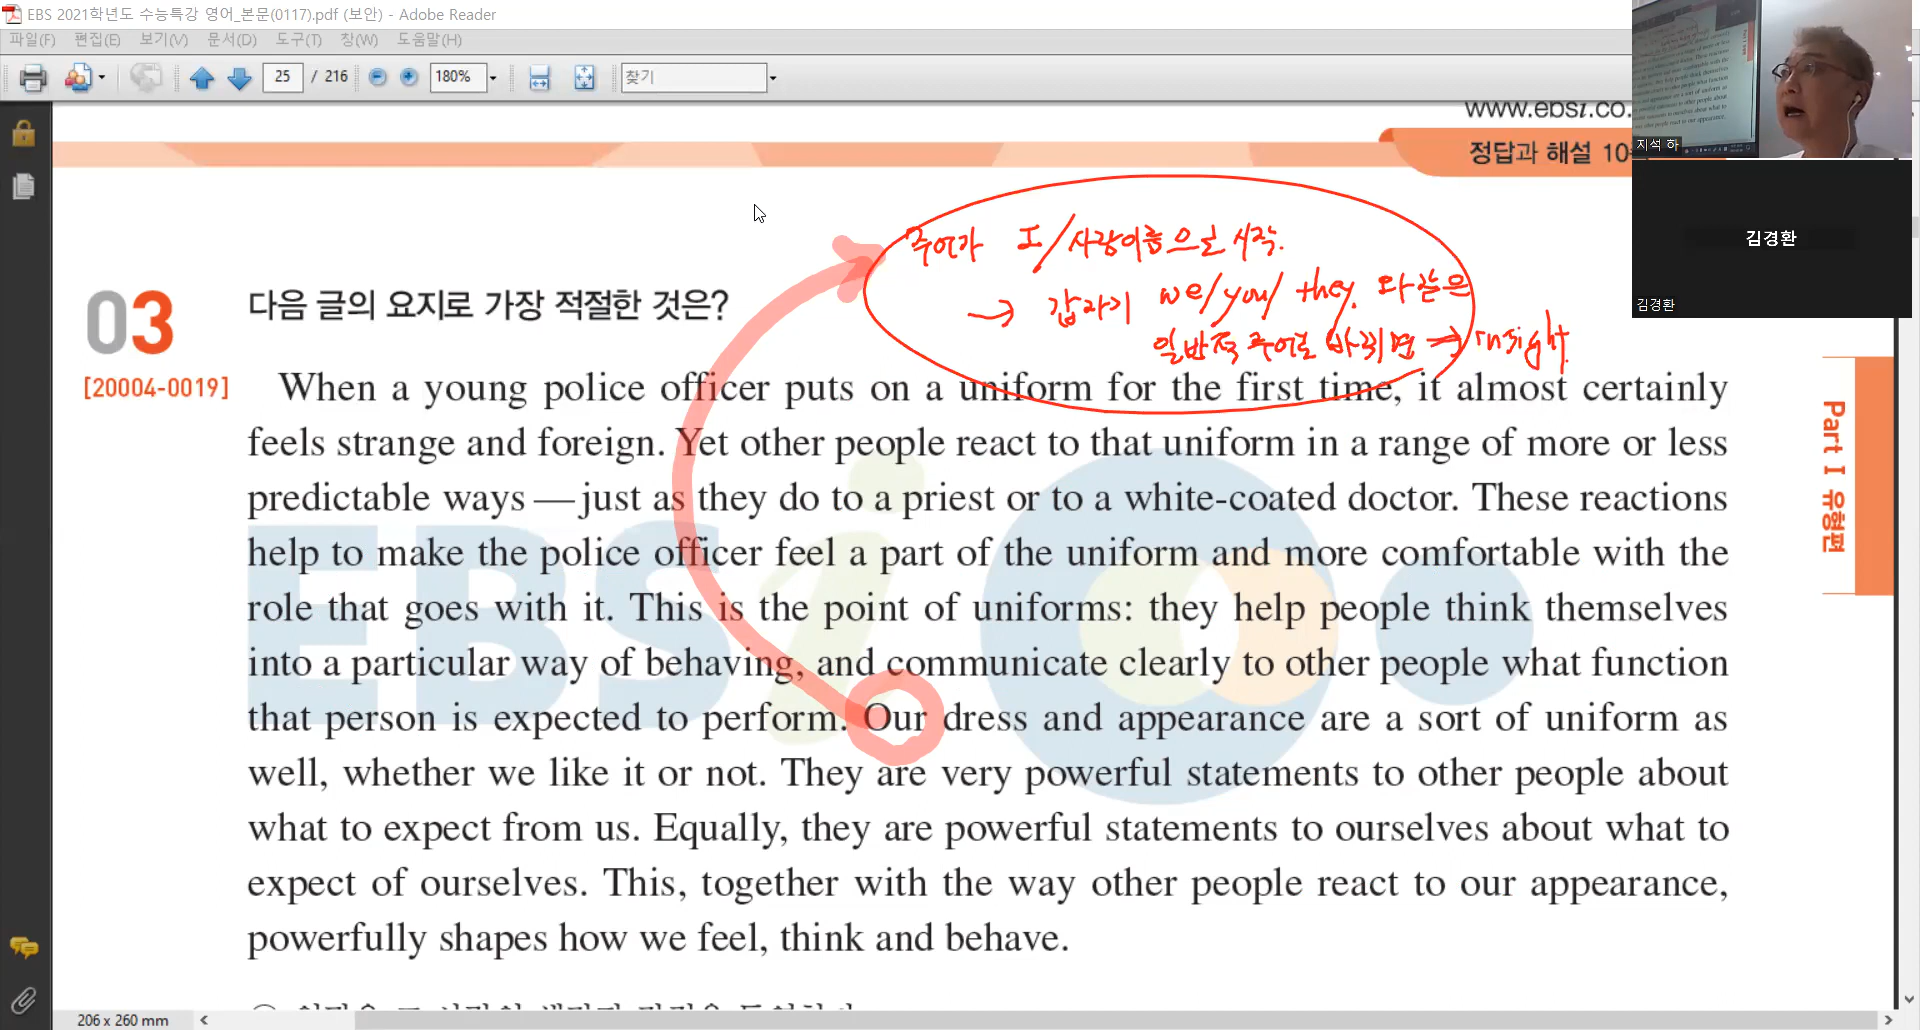 EBS 2021학년도 수능특강 영어_본문(0117).pdf (보안) - Adobe Reader
파일(F) 편집(E) 보기(V) 문서(D) 도구(T) 창(W) 도움말(H)
25 / 216 180% 찾기
www.ebsi.co.
정답과 해설 10
지석 하
김경환
김경환
주어가 I/사람이름으로 시작.
→ 갑자기 we/you/they. 와 같은
일반적 주어로 바뀌면 → insight.
03 다음 글의 요지로 가장 적절한 것은?
[20004-0019]
When a young police officer puts on a uniform for the first time, it almost certainly
feels strange and foreign. Yet other people react to that uniform in a range of more or less
predictable ways — just as they do to a priest or to a white-coated doctor. These reactions
help to make the police officer feel a part of the uniform and more comfortable with the
role that goes with it. This is the point of uniforms: they help people think themselves
into a particular way of behaving, and communicate clearly to other people what function
that person is expected to perform. Our dress and appearance are a sort of uniform as
well, whether we like it or not. They are very powerful statements to other people about
what to expect from us. Equally, they are powerful statements to ourselves about what to
expect of ourselves. This, together with the way other people react to our appearance,
powerfully shapes how we feel, think and behave.
Part I 유형편
EBSi
206 x 260 mm